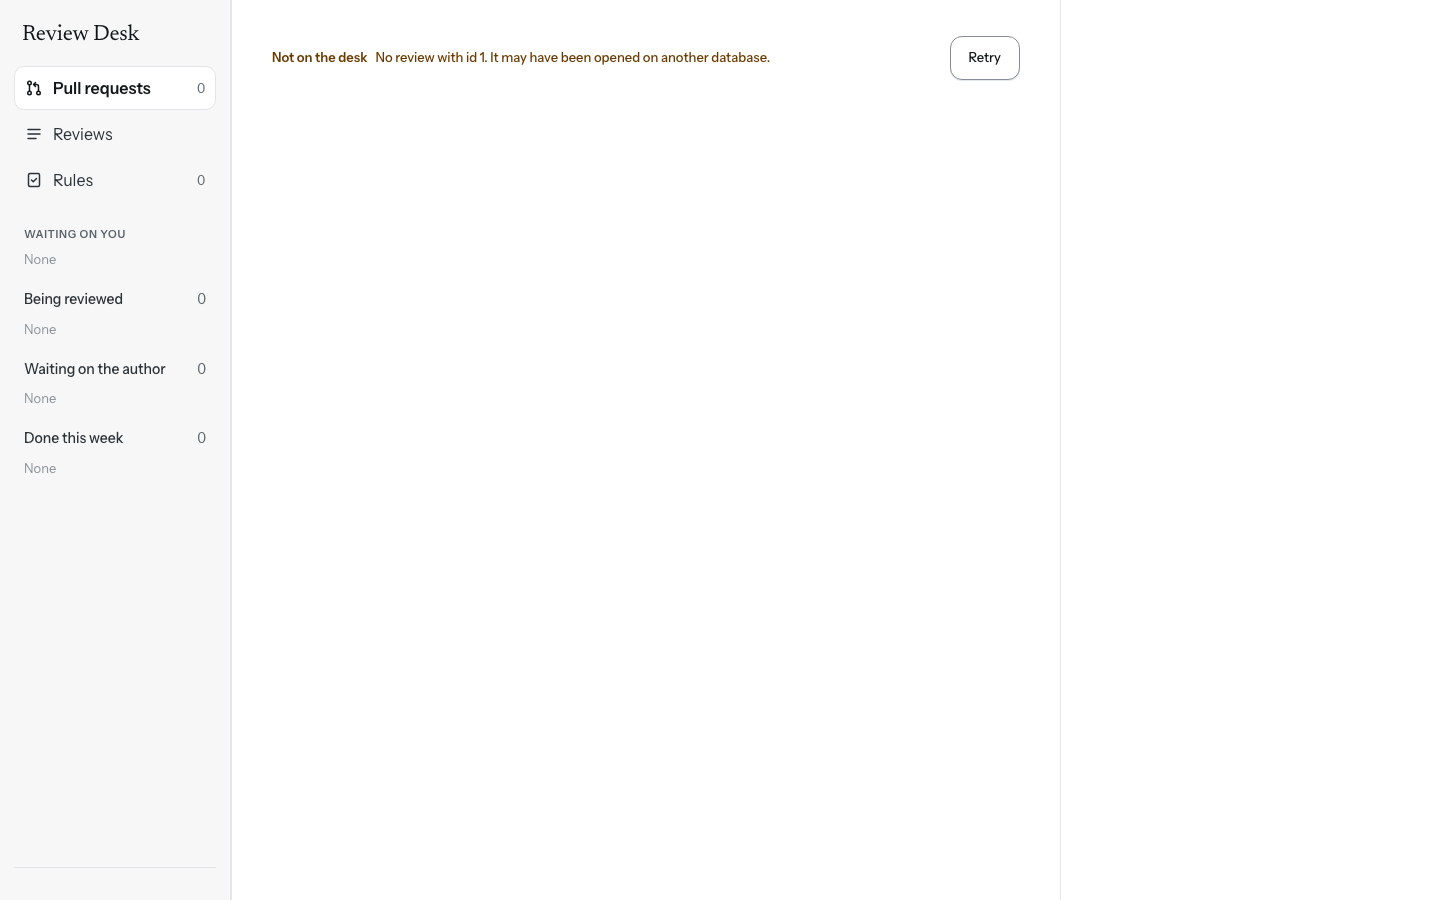 Review Desk
Pull requests 0
Reviews
Rules 0
WAITING ON YOU
None
Being reviewed 0
None
Waiting on the author 0
None
Done this week 0
None
Not on the desk No review with id 1. It may have been opened on another database.
Retry